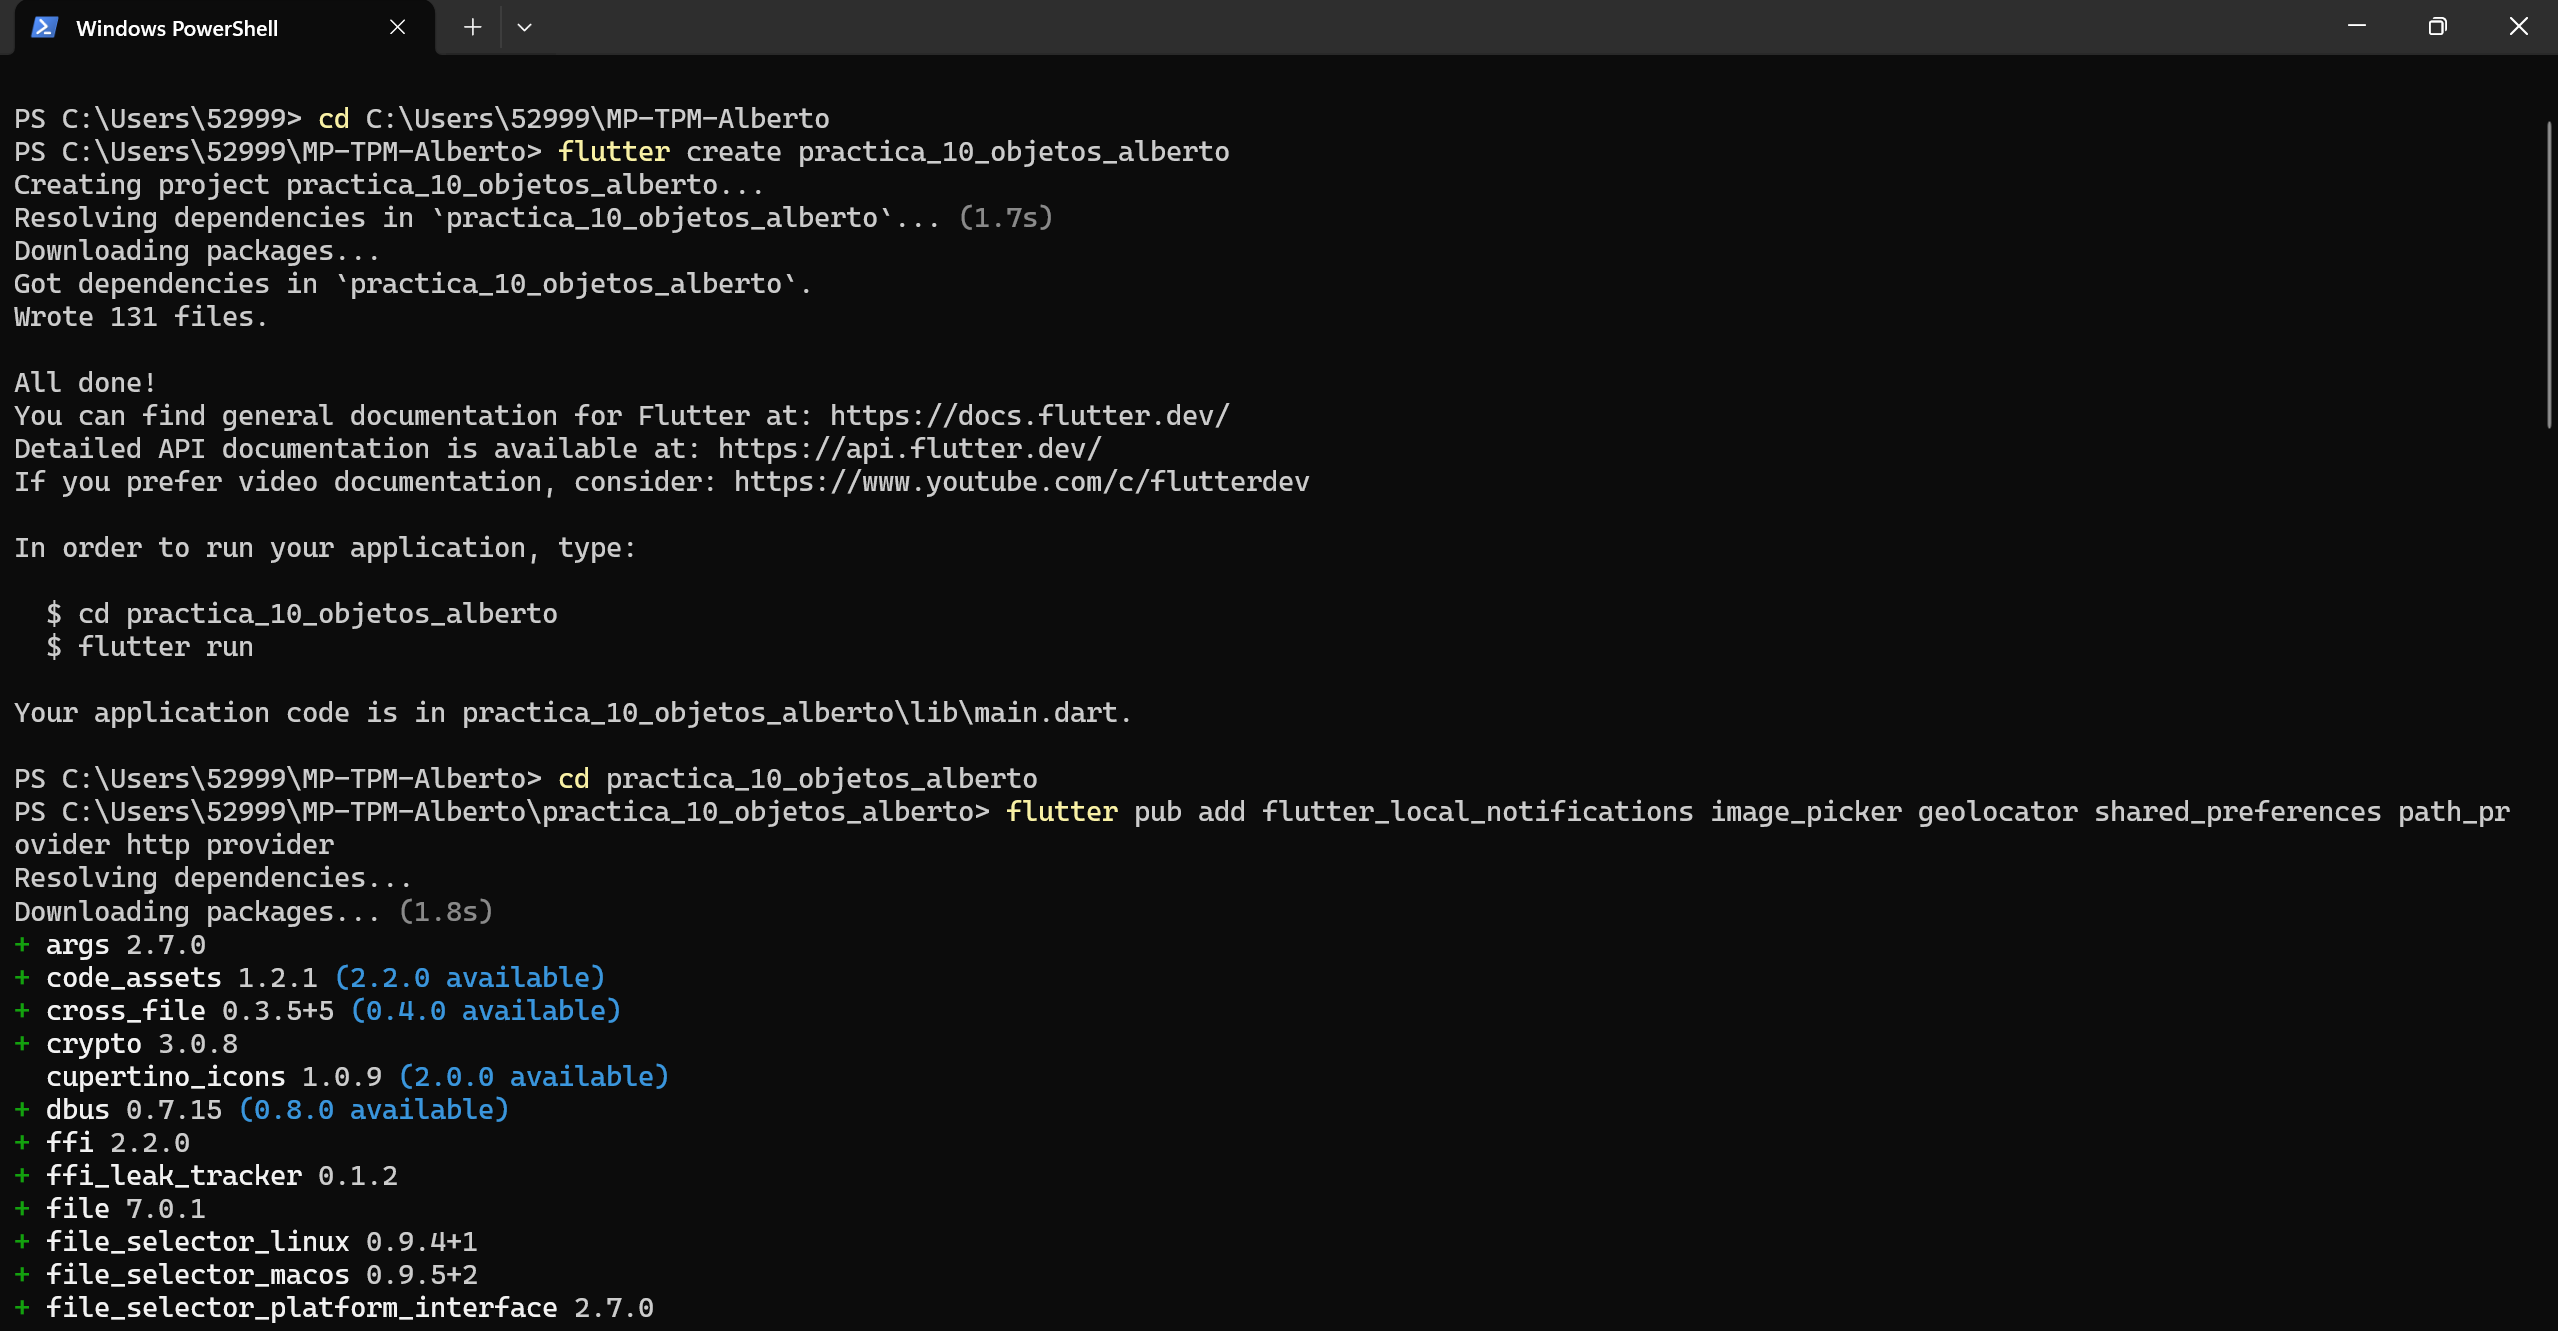 Windows PowerShell
PS C:\Users\52999> cd C:\Users\52999\MP-TPM-Alberto
PS C:\Users\52999\MP-TPM-Alberto> flutter create practica_10_objetos_alberto
Creating project practica_10_objetos_alberto...
Resolving dependencies in `practica_10_objetos_alberto`... (1.7s)
Downloading packages...
Got dependencies in `practica_10_objetos_alberto`.
Wrote 131 files.
All done!
You can find general documentation for Flutter at: https://docs.flutter.dev/
Detailed API documentation is available at: https://api.flutter.dev/
If you prefer video documentation, consider: https://www.youtube.com/c/flutterdev
In order to run your application, type:
$ cd practica_10_objetos_alberto
$ flutter run
Your application code is in practica_10_objetos_alberto\lib\main.dart.
PS C:\Users\52999\MP-TPM-Alberto> cd practica_10_objetos_alberto
PS C:\Users\52999\MP-TPM-Alberto\practica_10_objetos_alberto> flutter pub add flutter_local_notifications image_picker geolocator shared_preferences path_pr
ovider http provider
Resolving dependencies...
Downloading packages... (1.8s)
+ args 2.7.0
+ code_assets 1.2.1 (2.2.0 available)
+ cross_file 0.3.5+5 (0.4.0 available)
+ crypto 3.0.8
cupertino_icons 1.0.9 (2.0.0 available)
+ dbus 0.7.15 (0.8.0 available)
+ ffi 2.2.0
+ ffi_leak_tracker 0.1.2
+ file 7.0.1
+ file_selector_linux 0.9.4+1
+ file_selector_macos 0.9.5+2
+ file_selector_platform_interface 2.7.0